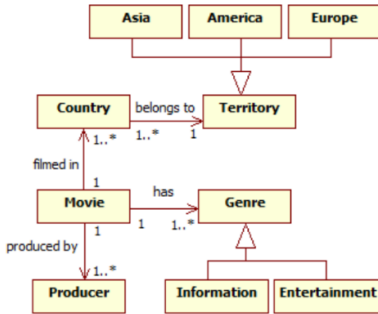 Asia America Europe
Country belongs to Territory
1..* 1..* 1
filmed in
1
Movie has Genre
1 1 1..*
produced by
1..*
Producer Information Entertainment